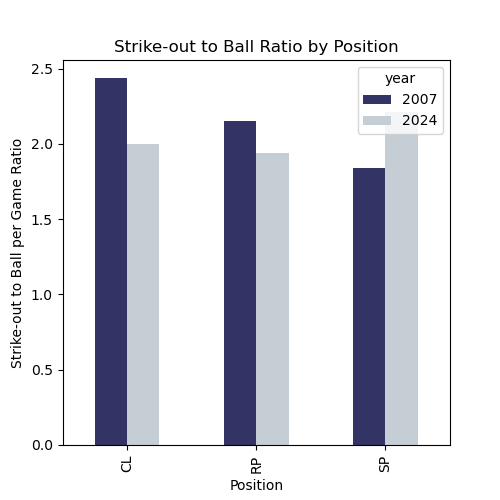 Strike-out to Ball Ratio by Position
year
2007
2024
Strike-out to Ball per Game Ratio
2.5
2.0
1.5
1.0
0.5
0.0
CL
RP
SP
Position